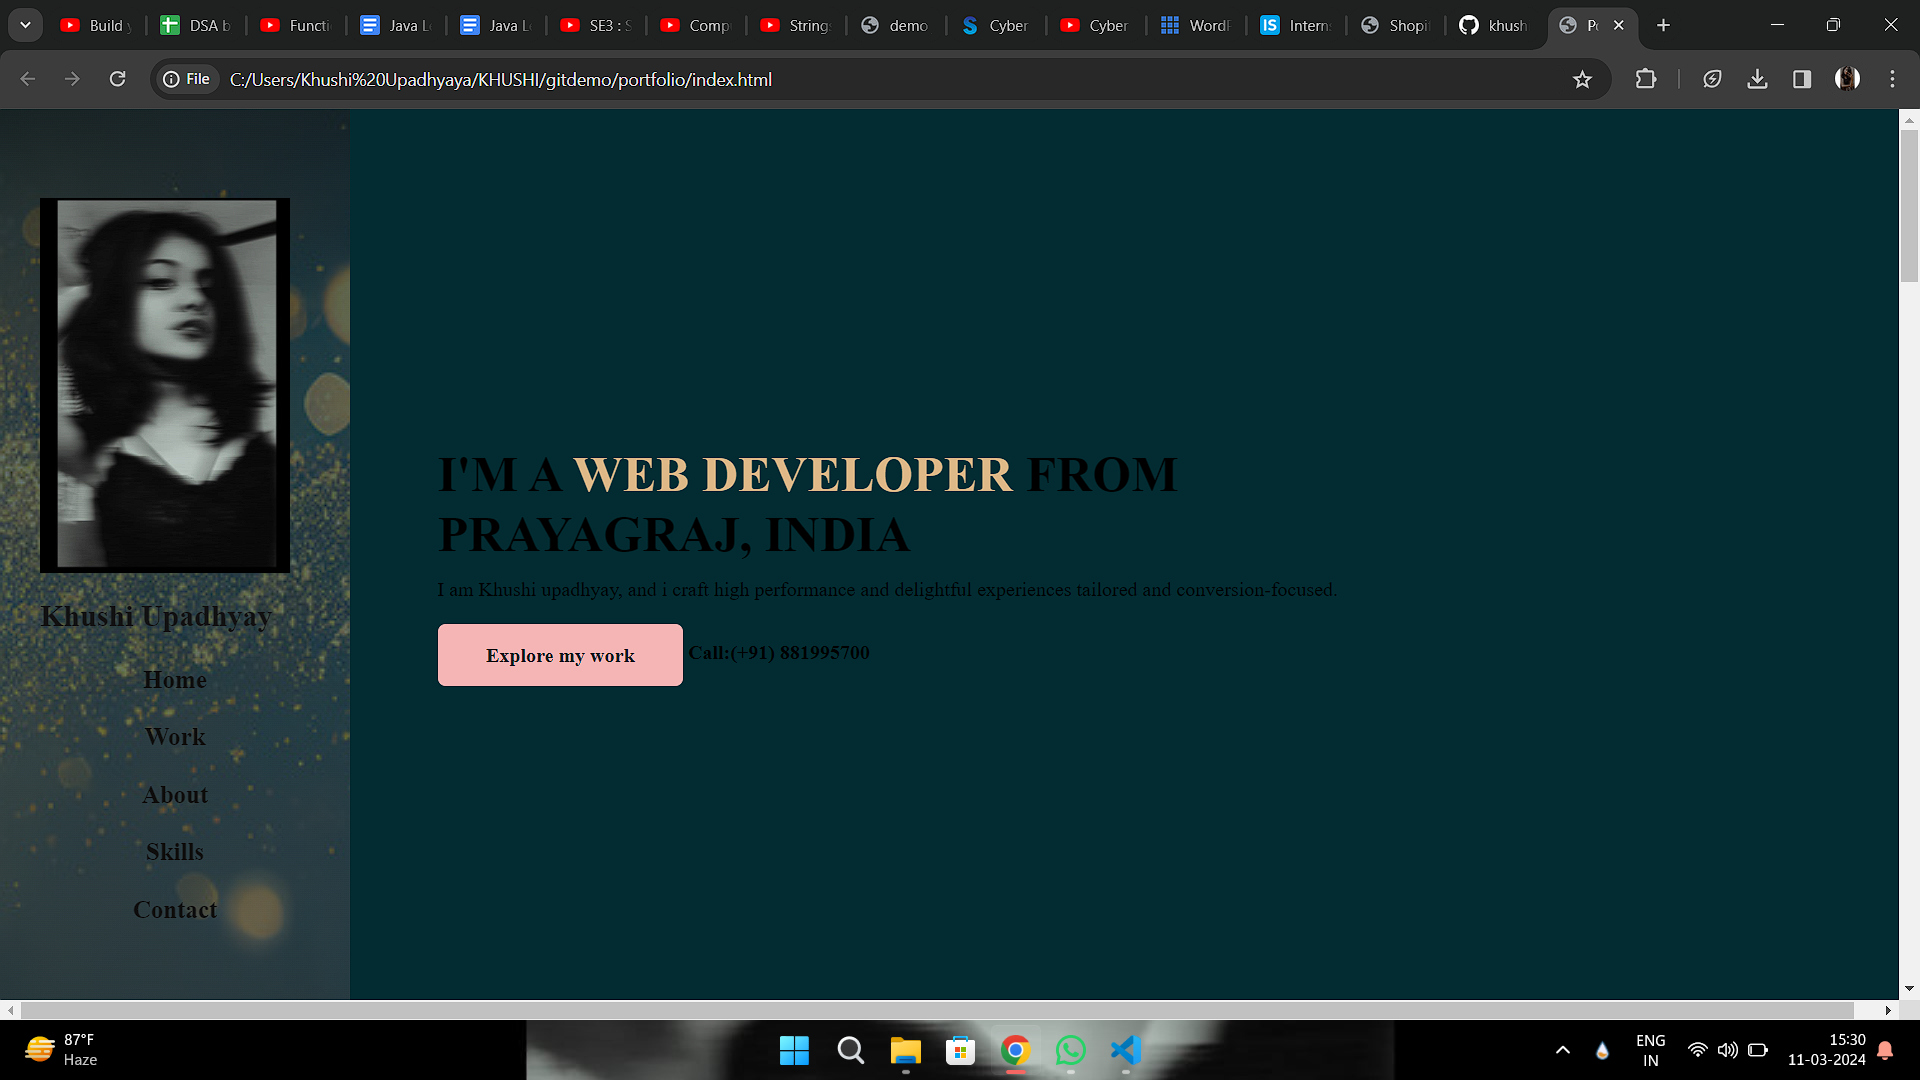 Build
DSA b
Functi
Java L
Java L
SE3 : S
Comp
String
demo
S Cyber
Cyber
WordP
IS Intern
Shopi
khush
Po
File
C:/Users/Khushi%20Upadhyaya/KHUSHI/gitdemo/portfolio/index.html
Khushi Upadhyay
Home
Work
About
Skills
Contact
I'M A WEB DEVELOPER FROM
PRAYAGRAJ, INDIA
I am Khushi upadhyay, and i craft high performance and delightful experiences tailored and conversion-focused.
Explore my work
Call:(+91) 881995700
87°F
Haze
ENG
IN
15:30
11-03-2024